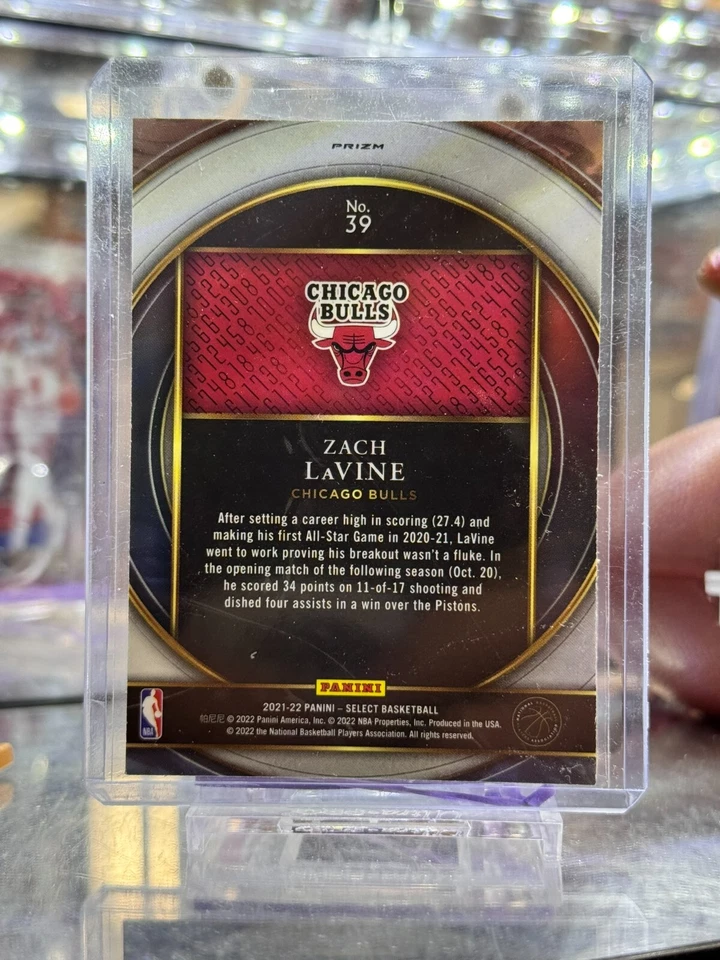 PRIZM
No.
39
CHICAGO
BULLS
ZACH
LaVINE
CHICAGO BULLS
After setting a career high in scoring (27.4) and
making his first All-Star Game in 2020-21, LaVine
went to work proving his breakout wasn't a fluke. In
the opening match of the following season (Oct. 20),
he scored 34 points on 11-of-17 shooting and
dished four assists in a win over the Pistons.
PANINI
2021-22 PANINI – SELECT BASKETBALL
帕尼尼 © 2022 Panini America, Inc. © 2022 NBA Properties, Inc. Produced in the USA.
© 2022 the National Basketball Players Association. All rights reserved.
NBA